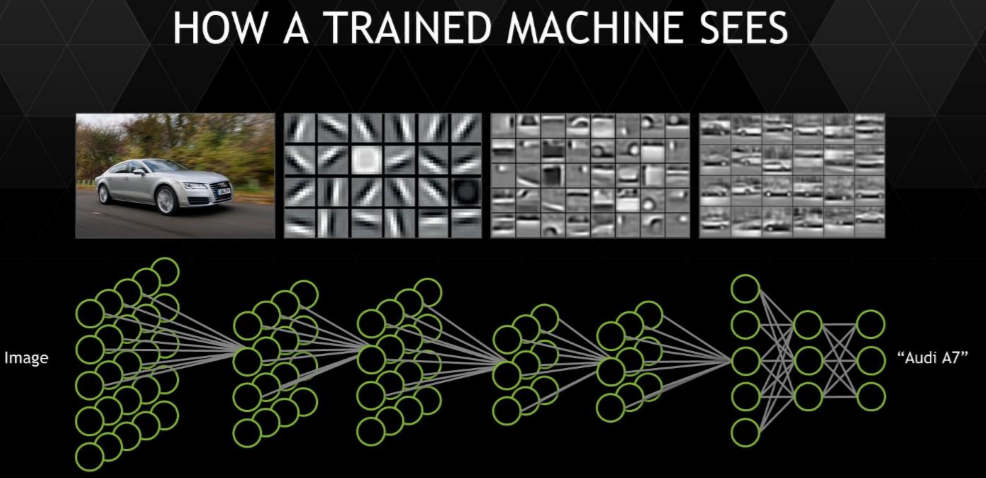 HOW A TRAINED MACHINE SEES
Image
“Audi A7”